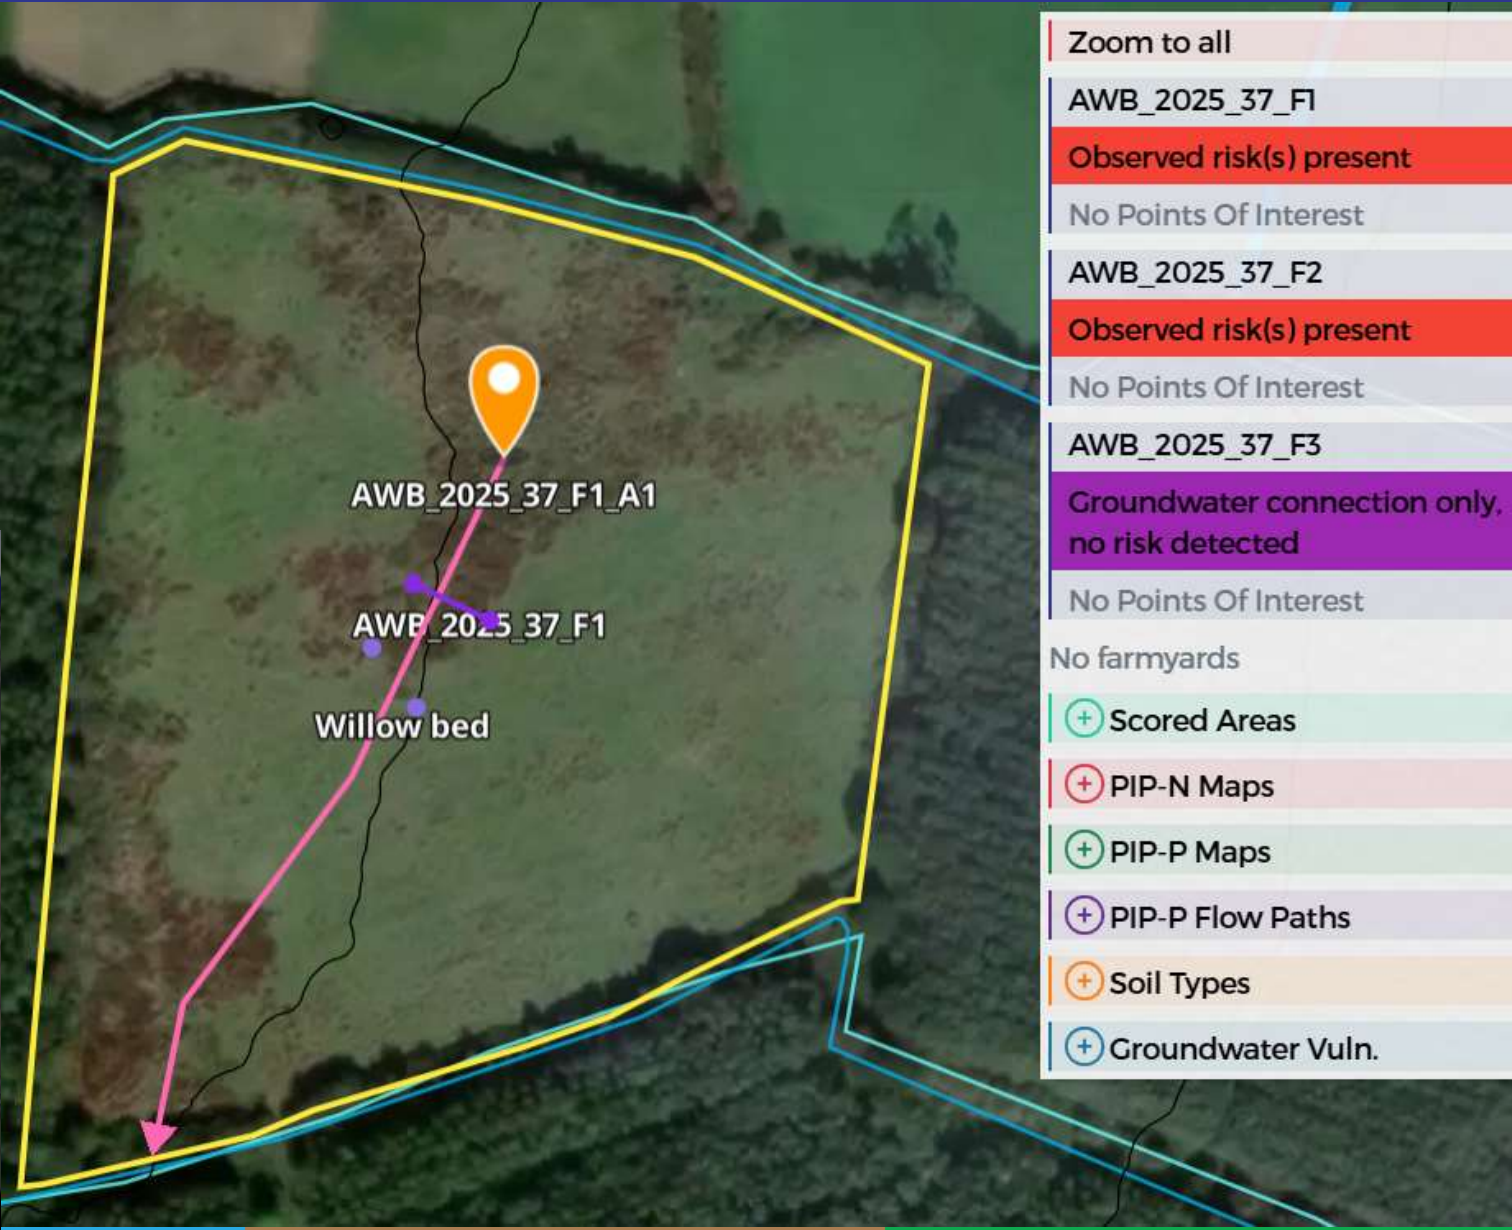 AWB_2025_37_F1_A1
AWB_2025_37_F1
Willow bed
Zoom to all
AWB_2025_37_F1
Observed risk(s) present
No Points Of Interest
AWB_2025_37_F2
Observed risk(s) present
No Points Of Interest
AWB_2025_37_F3
Groundwater connection only,
no risk detected
No Points Of Interest
No farmyards
Scored Areas
PIP-N Maps
PIP-P Maps
PIP-P Flow Paths
Soil Types
Groundwater Vuln.